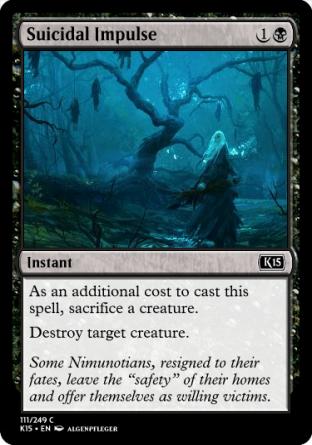 Suicidal Impulse 1
Instant K15
As an additional cost to cast this
spell, sacrifice a creature.
Destroy target creature.
Some Nimunotians, resigned to their
fates, leave the “safety” of their homes
and offer themselves as willing victims.
111/249 C
K15 • EN ALGENPFLEGER